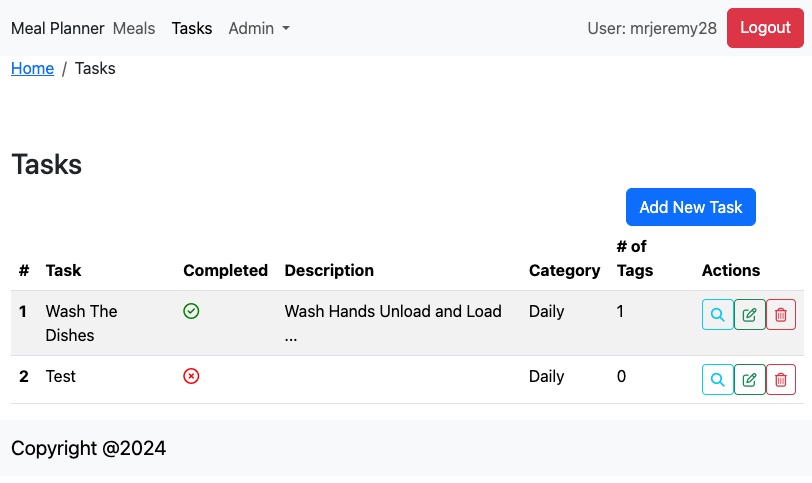 Meal Planner Meals Tasks Admin User: mrjeremy28 Logout
Home / Tasks
Tasks
Add New Task
# Task Completed Description Category # of Tags Actions
1 Wash The Dishes Wash Hands Unload and Load ... Daily 1
2 Test Daily 0
Copyright @2024